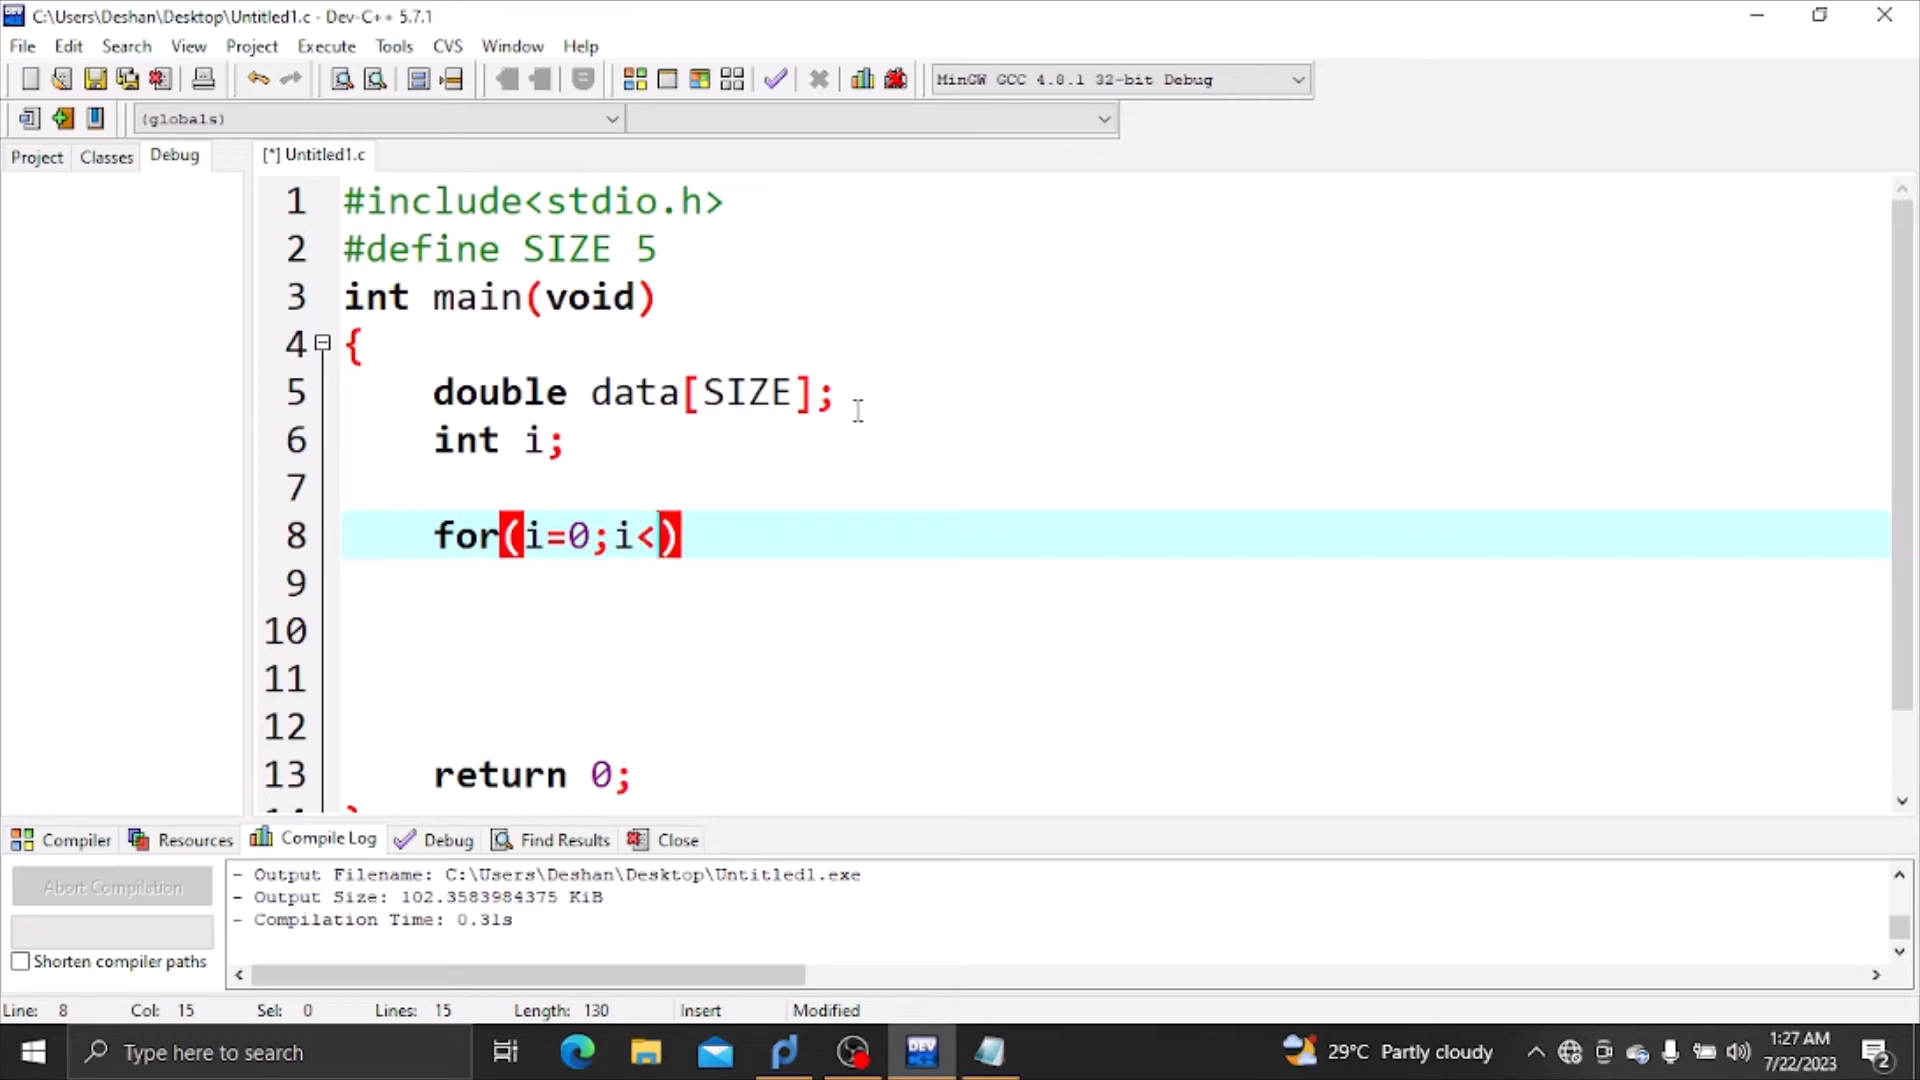 C:\Users\Deshan\Desktop\Untitled1.c - Dev-C++ 5.7.1
File Edit Search View Project Execute Tools CVS Window Help
MinGW GCC 4.8.1 32-bit Debug
(globals)
Project Classes Debug [*] Untitled1.c
1 #include<stdio.h>
2 #define SIZE 5
3 int main(void)
4 {
5 double data[SIZE];
6 int i;
7
8 for(i=0;i<)
9
10
11
12
13 return 0;
Compiler Resources Compile Log Debug Find Results Close
Abort Compilation
- Output Filename: C:\Users\Deshan\Desktop\Untitled1.exe
- Output Size: 102.3583984375 KiB
- Compilation Time: 0.31s
Shorten compiler paths
Line: 8 Col: 15 Sel: 0 Lines: 15 Length: 130 Insert Modified
Type here to search
DEV
29°C Partly cloudy
1:27 AM
7/22/2023
2